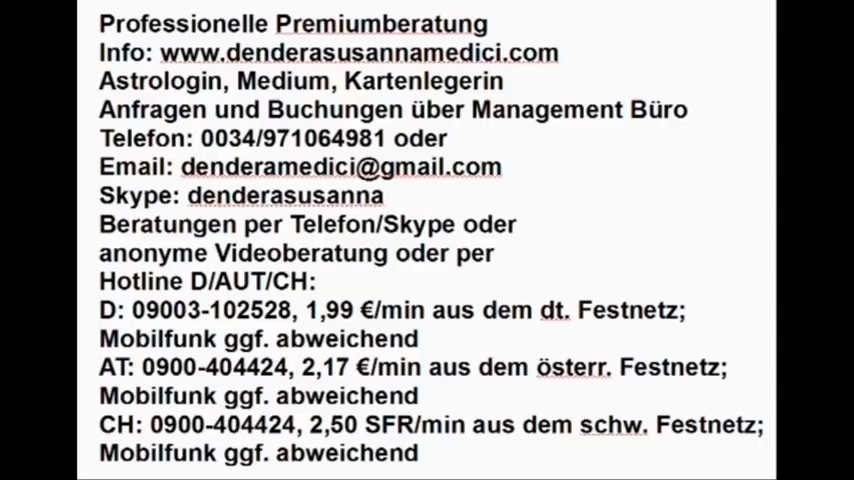 Professionelle Premiumberatung
Info: www.denderasusannamedici.com
Astrologin, Medium, Kartenlegerin
Anfragen und Buchungen über Management Büro
Telefon: 0034/971064981 oder
Email: denderamedici@gmail.com
Skype: denderasusanna
Beratungen per Telefon/Skype oder
anonyme Videoberatung oder per
Hotline D/AUT/CH:
D: 09003-102528, 1,99 €/min aus dem dt. Festnetz;
Mobilfunk ggf. abweichend
AT: 0900-404424, 2,17 €/min aus dem österr. Festnetz;
Mobilfunk ggf. abweichend
CH: 0900-404424, 2,50 SFR/min aus dem schw. Festnetz;
Mobilfunk ggf. abweichend